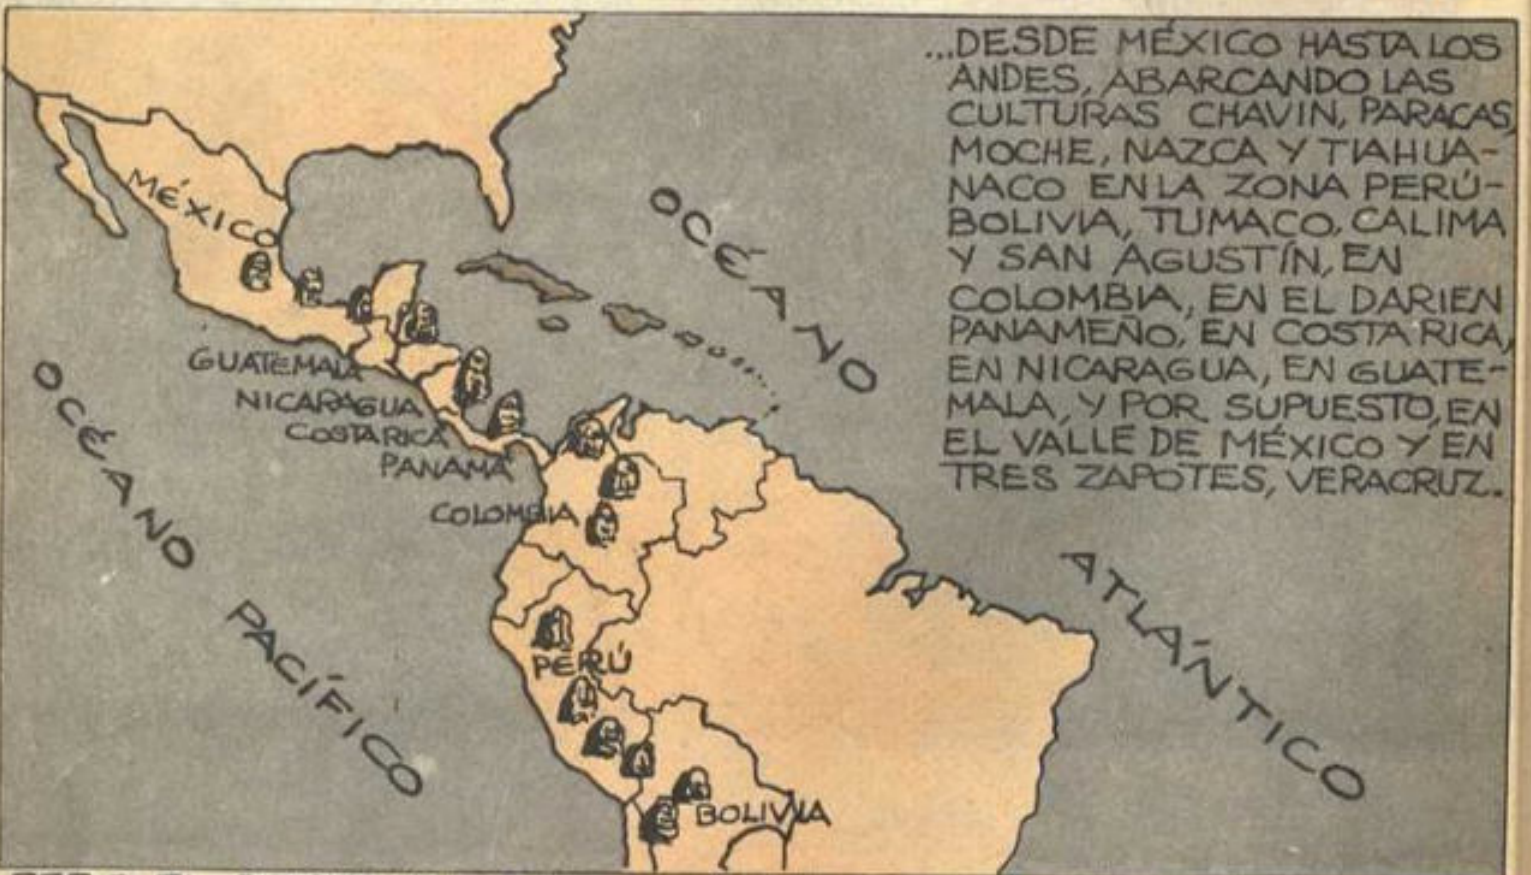 ...DESDE MÉXICO HASTA LOS
ANDES, ABARCANDO LAS
CULTURAS CHAVIN, PARACAS,
MOCHE, NAZCA Y TIAHUA-
NACO EN LA ZONA PERÚ-
BOLIVIA, TUMACO, CALIMA
Y SAN AGUSTÍN, EN
COLOMBIA, EN EL DARIEN
PANAMEÑO, EN COSTA RICA,
EN NICARAGUA, EN GUATE-
MALA, Y POR SUPUESTO, EN
EL VALLE DE MÉXICO Y EN
TRES ZAPOTES, VERACRUZ.
MÉXICO
GUATEMALA
NICARAGUA
COSTA RICA
PANAMA
COLOMBIA
PERÚ
BOLIVIA
OCÉANO PACÍFICO
OCÉANO ATLÁNTICO